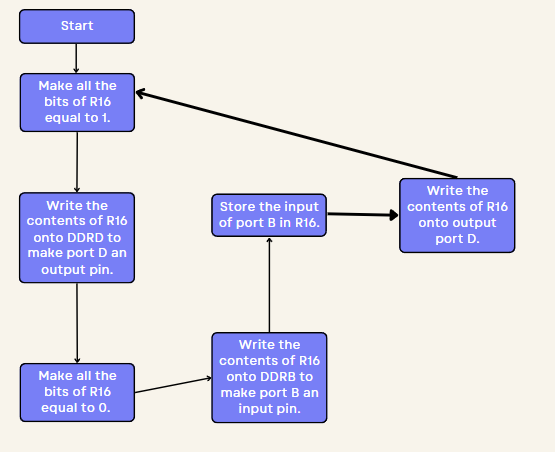 Start
Make all the
bits of R16
equal to 1.
Write the
contents of R16
onto DDRD to
make port D an
output pin.
Make all the
bits of R16
equal to 0.
Write the
contents of R16
onto DDRB to
make port B an
input pin.
Store the input
of port B in R16.
Write the
contents of R16
onto output
port D.